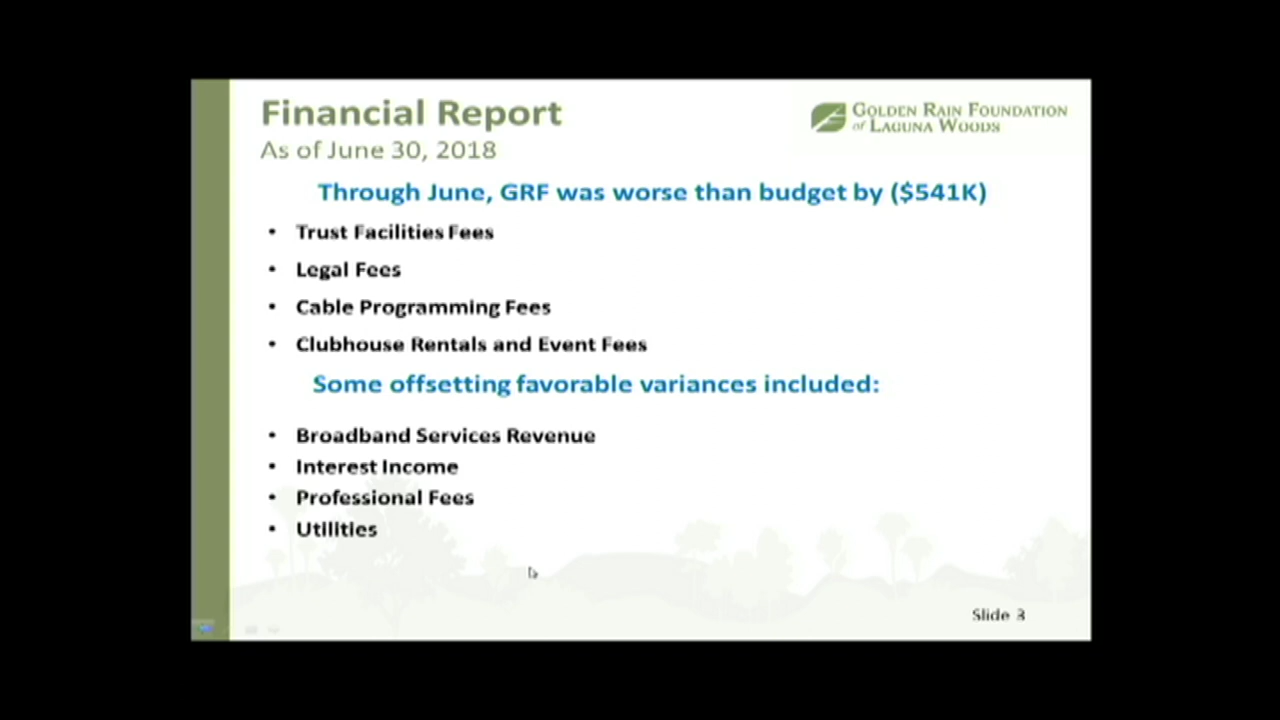 Financial Report
GOLDEN RAIN FOUNDATION
of LAGUNA WOODS
As of June 30, 2018
Through June, GRF was worse than budget by ($541K)
• Trust Facilities Fees
• Legal Fees
• Cable Programming Fees
• Clubhouse Rentals and Event Fees
Some offsetting favorable variances included:
• Broadband Services Revenue
• Interest Income
• Professional Fees
• Utilities
Slide 3